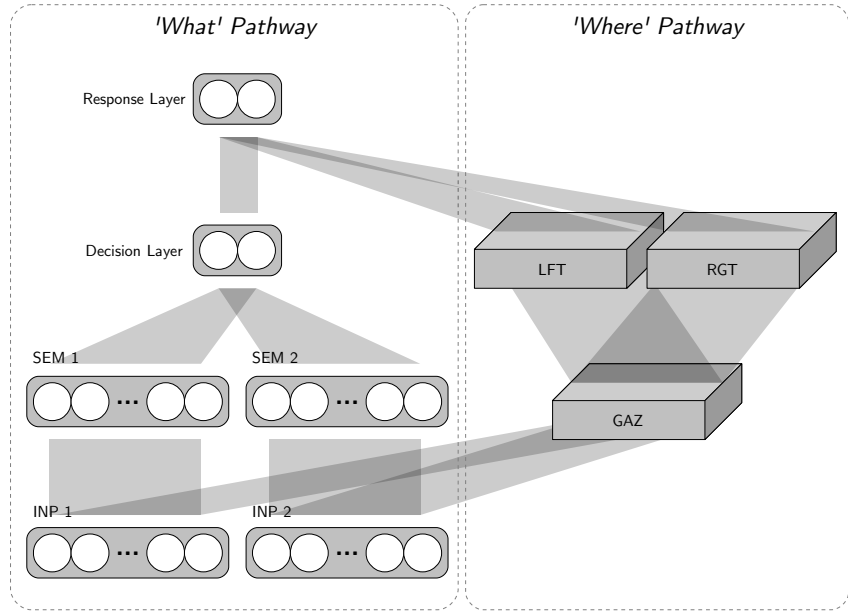 'What' Pathway
'Where' Pathway
Response Layer
Decision Layer
LFT
RGT
SEM 1
SEM 2
...
...
GAZ
INP 1
INP 2
...
...